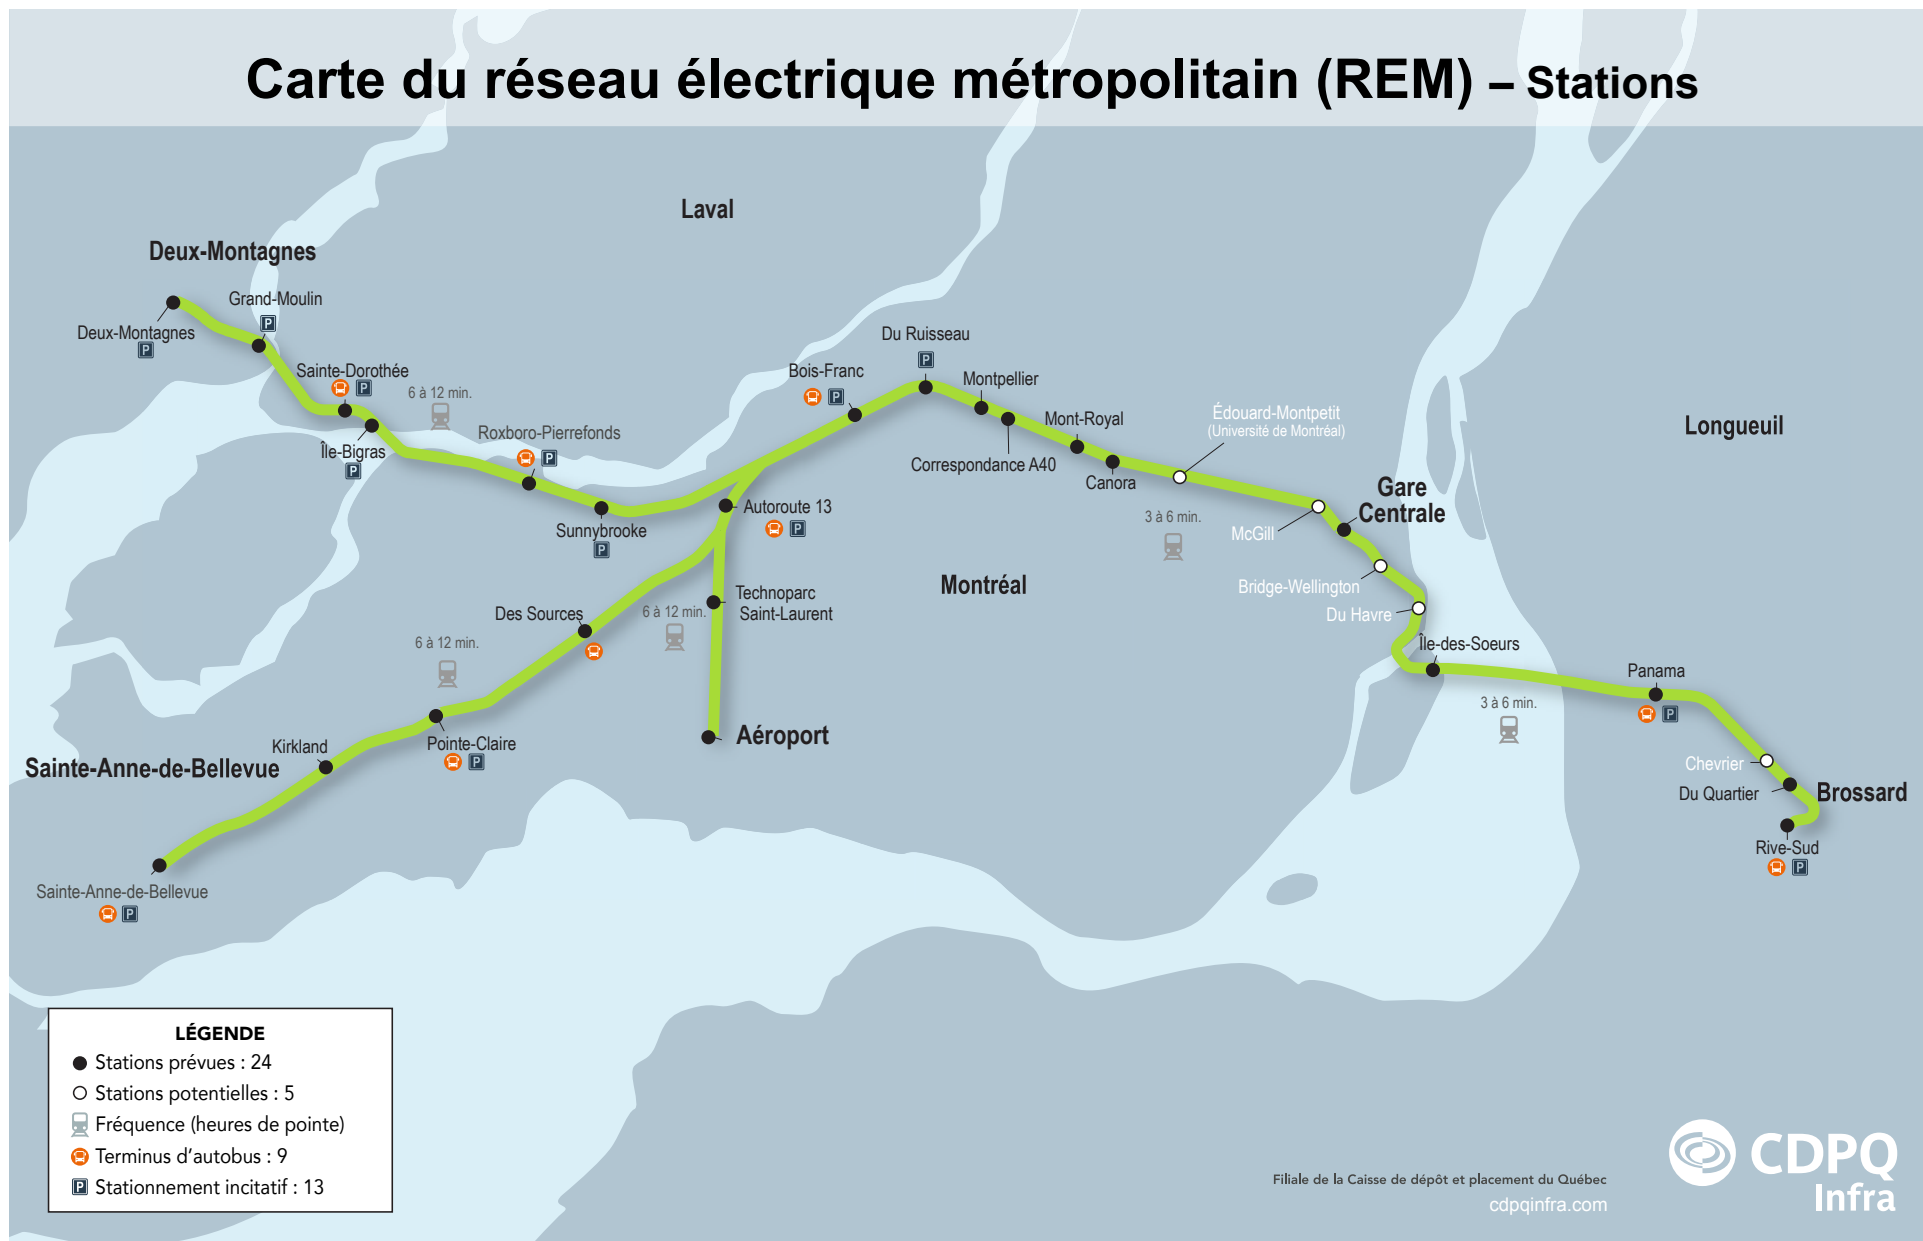 Carte du réseau électrique métropolitain (REM) – Stations
Laval
Deux-Montagnes
Grand-Moulin
P
Deux-Montagnes
P
Sainte-Dorothée
P
Île-Bigras
P
6 à 12 min.
Roxboro-Pierrefonds
P
Sunnybrooke
P
Bois-Franc
P
Du Ruisseau
P
Montpellier
Correspondance A40
Mont-Royal
Canora
Édouard-Montpetit
(Université de Montréal)
3 à 6 min.
McGill
Gare
Centrale
Longueuil
Bridge-Wellington
Du Havre
Île-des-Soeurs
Montréal
Autoroute 13
P
Technoparc
Saint-Laurent
6 à 12 min.
Aéroport
Des Sources
6 à 12 min.
Pointe-Claire
P
Kirkland
Sainte-Anne-de-Bellevue
Sainte-Anne-de-Bellevue
P
3 à 6 min.
Panama
P
Chevrier
Du Quartier
Brossard
Rive-Sud
P
LÉGENDE
Stations prévues : 24
Stations potentielles : 5
Fréquence (heures de pointe)
Terminus d'autobus : 9
P Stationnement incitatif : 13
Filiale de la Caisse de dépôt et placement du Québec
cdpqinfra.com
CDPQ
Infra